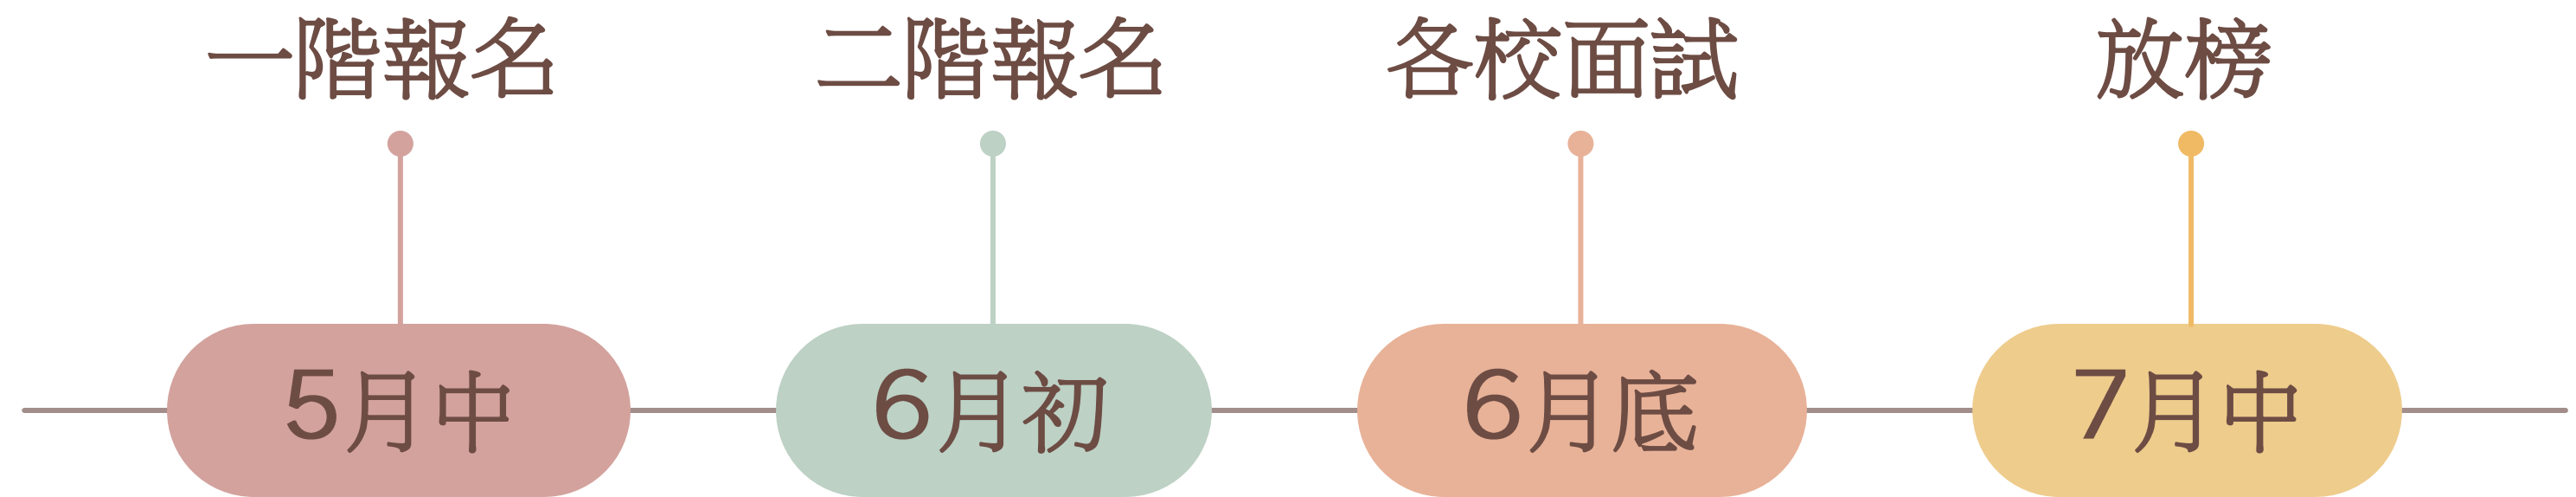 一階報名
二階報名
各校面試
放榜
5月中
6月初
6月底
7月中